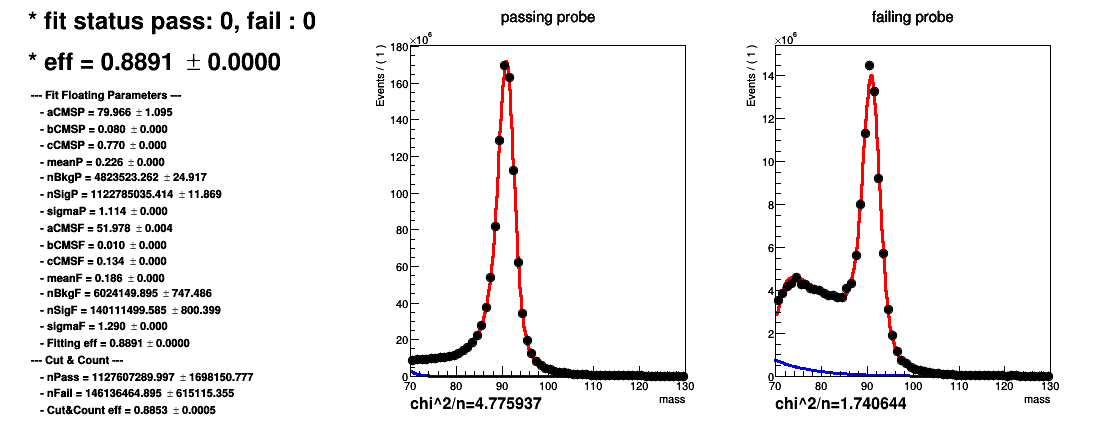 * fit status pass: 0, fail : 0
* eff = 0.8891 ± 0.0000
--- Fit Floating Parameters ---
- aCMSP = 79.966 ± 1.095
- bCMSP = 0.080 ± 0.000
- cCMSP = 0.770 ± 0.000
- meanP = 0.226 ± 0.000
- nBkgP = 4823523.262 ± 24.917
- nSigP = 1122785035.414 ± 11.869
- sigmaP = 1.114 ± 0.000
- aCMSF = 51.978 ± 0.004
- bCMSF = 0.010 ± 0.000
- cCMSF = 0.134 ± 0.000
- meanF = 0.186 ± 0.000
- nBkgF = 6024149.895 ± 747.486
- nSigF = 140111499.585 ± 800.399
- sigmaF = 1.290 ± 0.000
- Fitting eff = 0.8891 ± 0.0000
--- Cut & Count ---
- nPass = 1127607289.997 ± 1698150.777
- nFail = 146136464.895 ± 615115.355
- Cut&Count eff = 0.8853 ± 0.0005
passing probe
×10⁶
Events / ( 1 )
180
160
140
120
100
80
60
40
20
0
70 80 90 100 110 120 130
mass
chi^2/n=4.775937
failing probe
×10⁶
Events / ( 1 )
14
12
10
8
6
4
2
0
70 80 90 100 110 120 130
mass
chi^2/n=1.740644